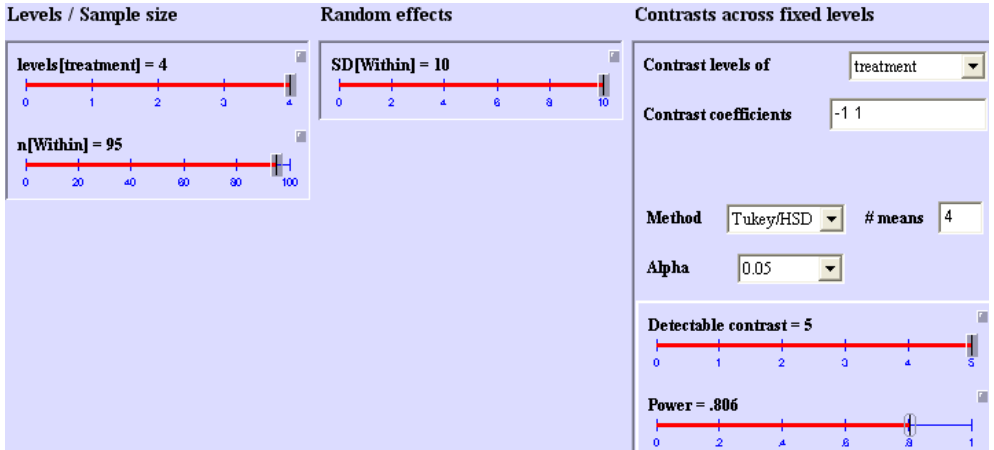 Levels / Sample size
levels[treatment] = 4
0 1 2 3 4
n[Within] = 95
0 20 40 60 80 100
Random effects
SD[Within] = 10
0 2 4 6 8 10
Contrasts across fixed levels
Contrast levels of treatment
Contrast coefficients -1 1
Method Tukey/HSD # means 4
Alpha 0.05
Detectable contrast = 5
0 1 2 3 4 5
Power = .806
0 .2 .4 .6 .8 1